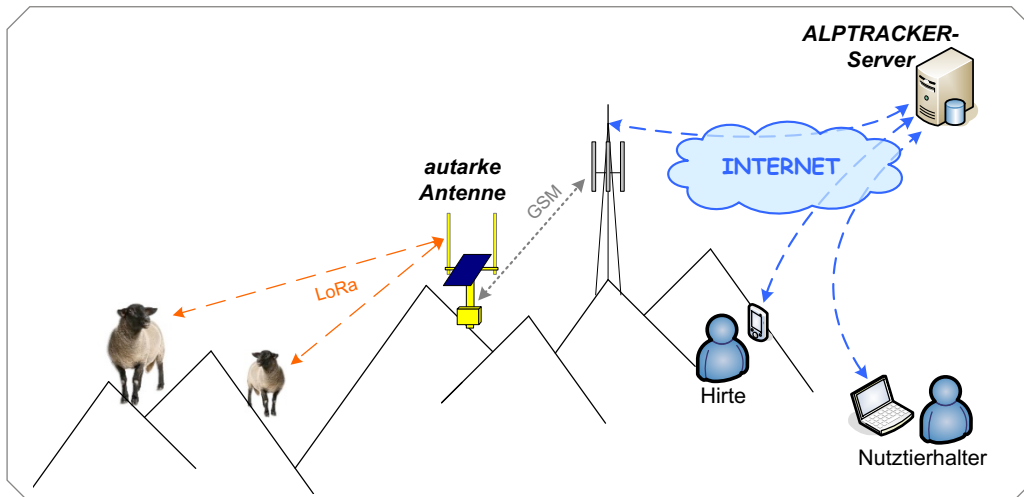 ALPTRACKER-
Server
INTERNET
autarke
Antenne
GSM
LoRa
Hirte
Nutztierhalter